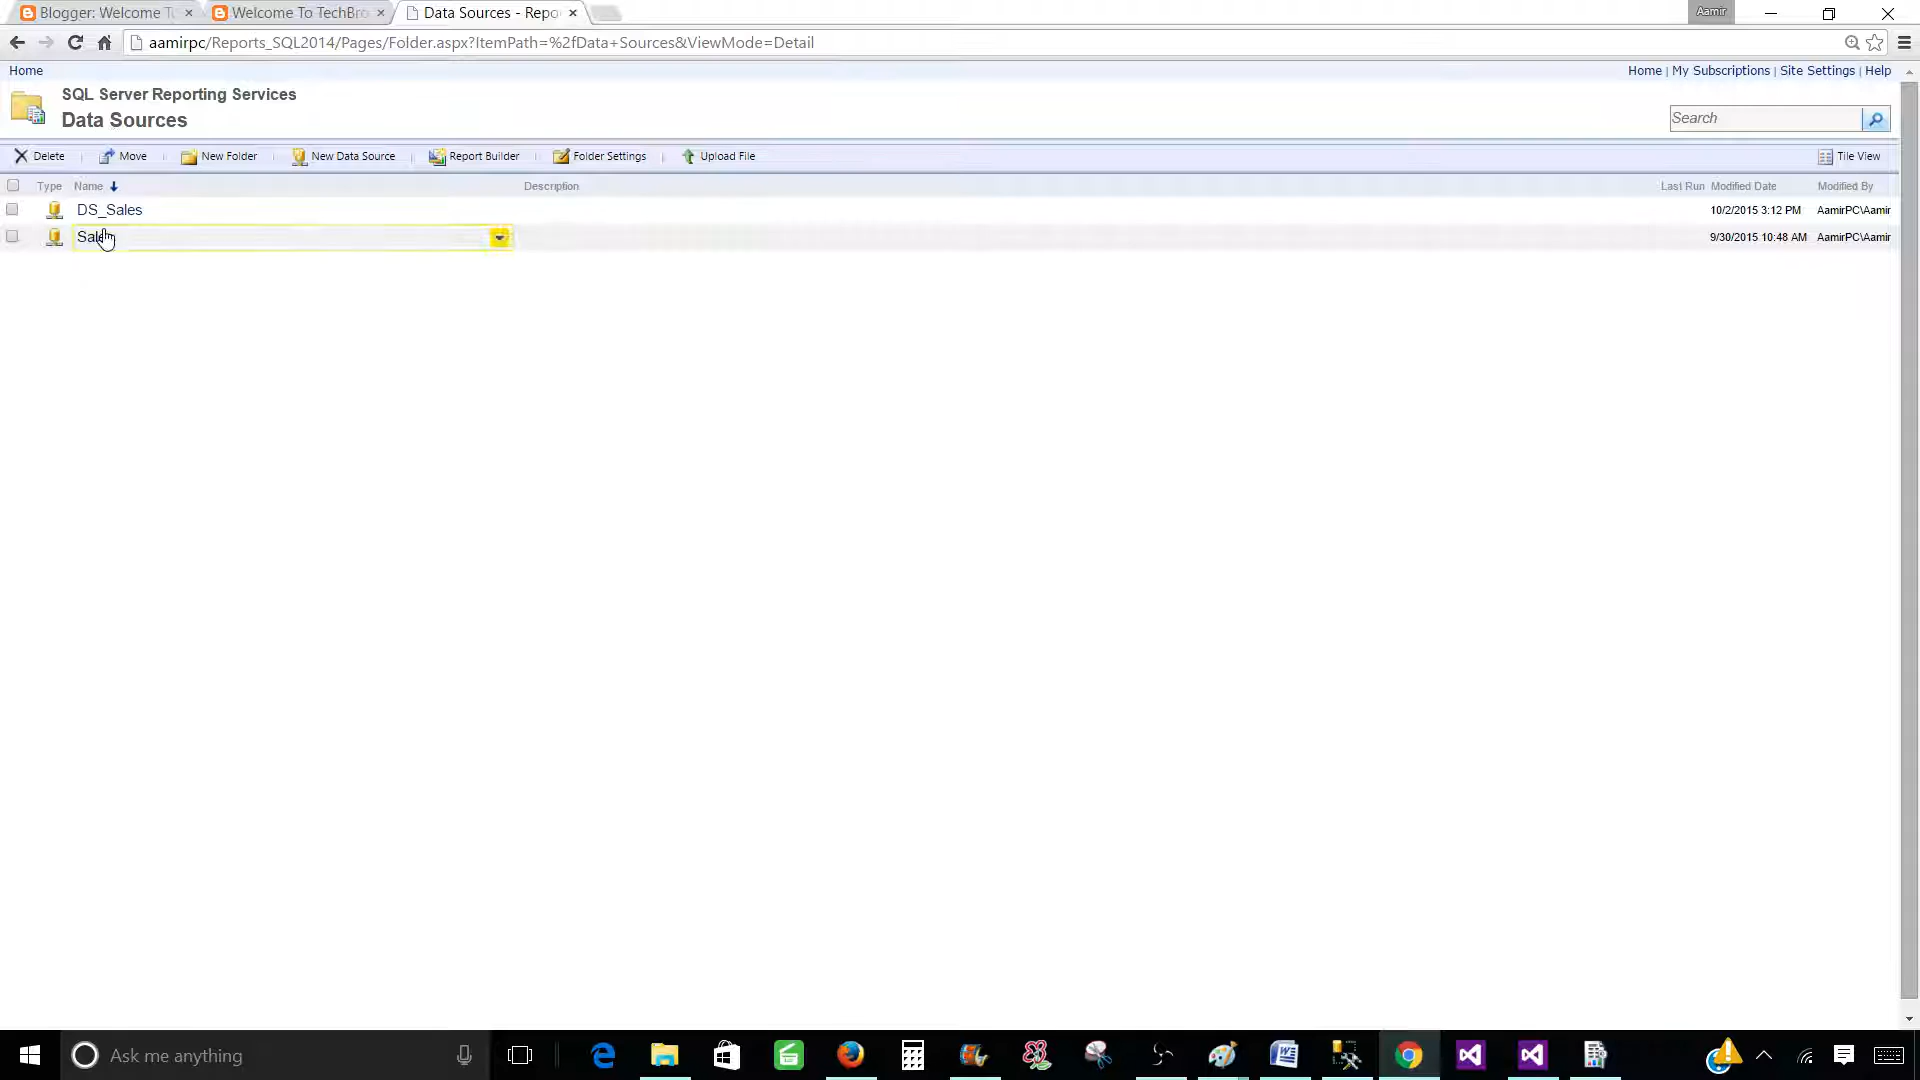 Blogger: Welcome T
Welcome To TechBro
Data Sources - Repo
Aamir
aamirpc/Reports_SQL2014/Pages/Folder.aspx?ItemPath=%2fData+Sources&ViewMode=Detail
Home
Home | My Subscriptions | Site Settings | Help
SQL Server Reporting Services
Data Sources
Search
Delete Move New Folder New Data Source Report Builder Folder Settings Upload File Tile View
Type Name Description Last Run Modified Date Modified By
DS_Sales 10/2/2015 3:12 PM AamirPC\Aamir
Sale 9/30/2015 10:48 AM AamirPC\Aamir
Ask me anything